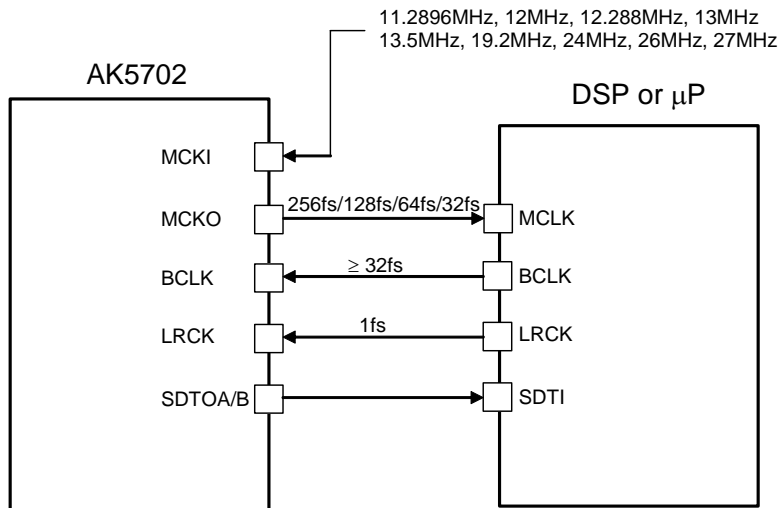 11.2896MHz, 12MHz, 12.288MHz, 13MHz
13.5MHz, 19.2MHz, 24MHz, 26MHz, 27MHz
AK5702
DSP or μP
MCKI
MCKO
256fs/128fs/64fs/32fs
MCLK
BCLK
≥ 32fs
BCLK
LRCK
1fs
LRCK
SDTOA/B
SDTI